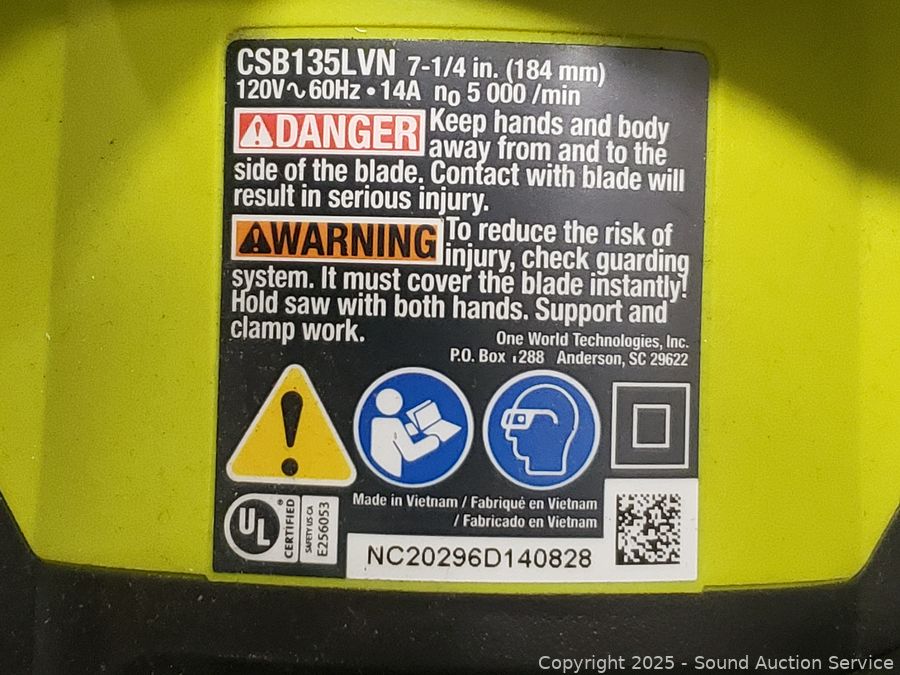 CSB135LVN 7-1/4 in. (184 mm)
120V~60Hz • 14A n₀ 5 000 /min
DANGER Keep hands and body
away from and to the
side of the blade. Contact with blade will
result in serious injury.
WARNING To reduce the risk of
injury, check guarding
system. It must cover the blade instantly!
Hold saw with both hands. Support and
clamp work.
One World Technologies, Inc.
P.O. Box 1288 Anderson, SC 29622
Made in Vietnam / Fabriqué en Vietnam
/ Fabricado en Vietnam
UL ® CERTIFIED
SAFETY US CA
E256053
NC20296D140828
Copyright 2025 - Sound Auction Service